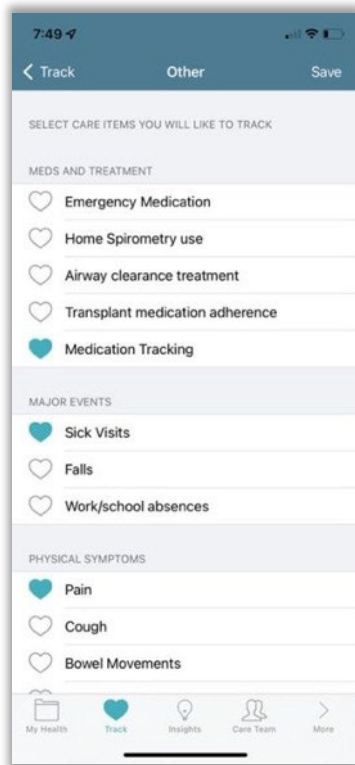 7:49
Track
Other
Save
SELECT CARE ITEMS YOU WILL LIKE TO TRACK
MEDS AND TREATMENT
Emergency Medication
Home Spirometry use
Airway clearance treatment
Transplant medication adherence
Medication Tracking
MAJOR EVENTS
Sick Visits
Falls
Work/school absences
PHYSICAL SYMPTOMS
Pain
Cough
Bowel Movements
My Health
Track
Insights
Care Team
More